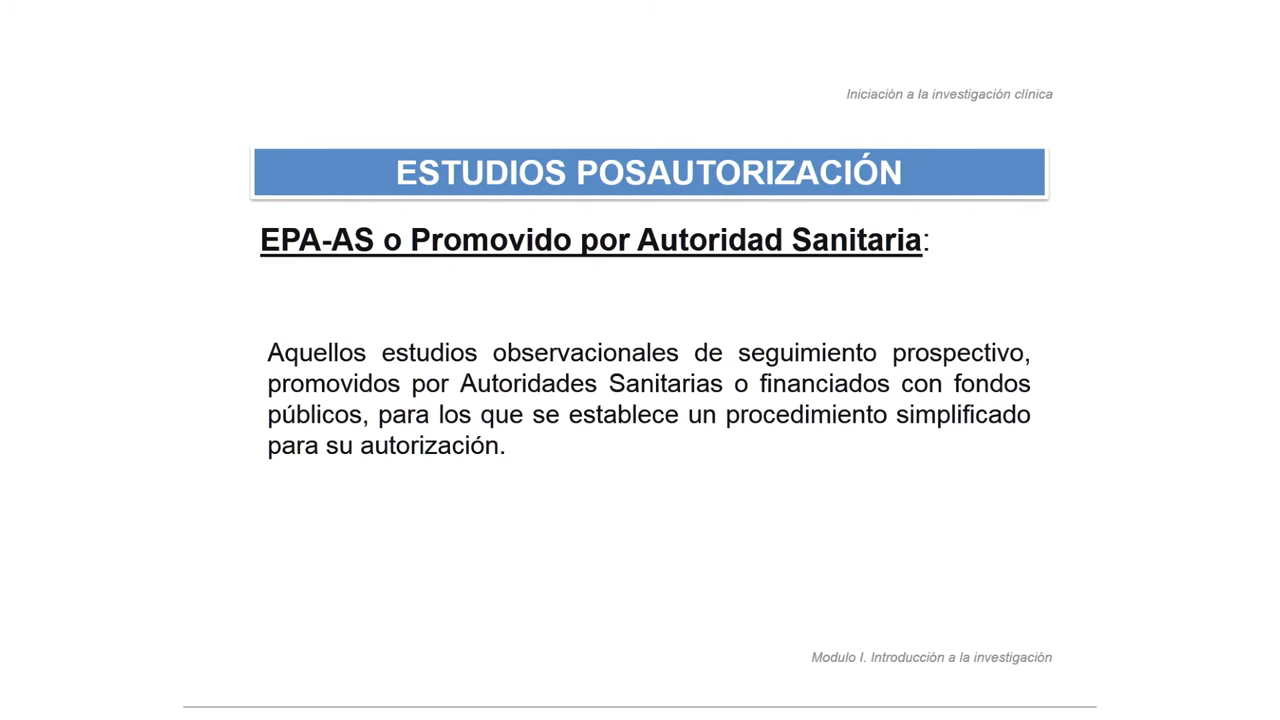 Iniciación a la investigación clínica
ESTUDIOS POSAUTORIZACIÓN
EPA-AS o Promovido por Autoridad Sanitaria:
Aquellos estudios observacionales de seguimiento prospectivo,
promovidos por Autoridades Sanitarias o financiados con fondos
públicos, para los que se establece un procedimiento simplificado
para su autorización.
Modulo I. Introducción a la investigación